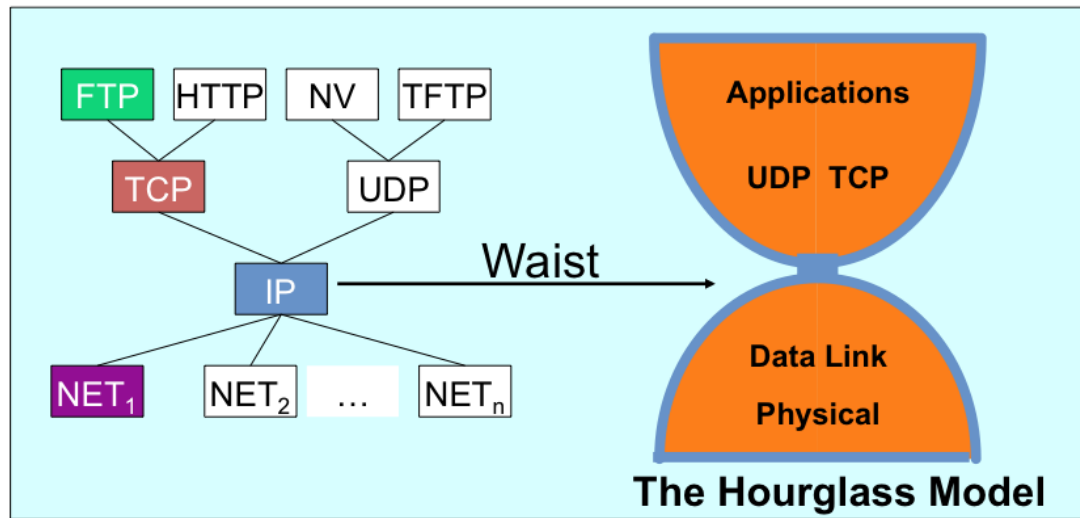 FTP HTTP NV TFTP
TCP UDP
IP
NET₁ NET₂ … NETₙ
Waist
Applications
UDP TCP
Data Link
Physical
The Hourglass Model